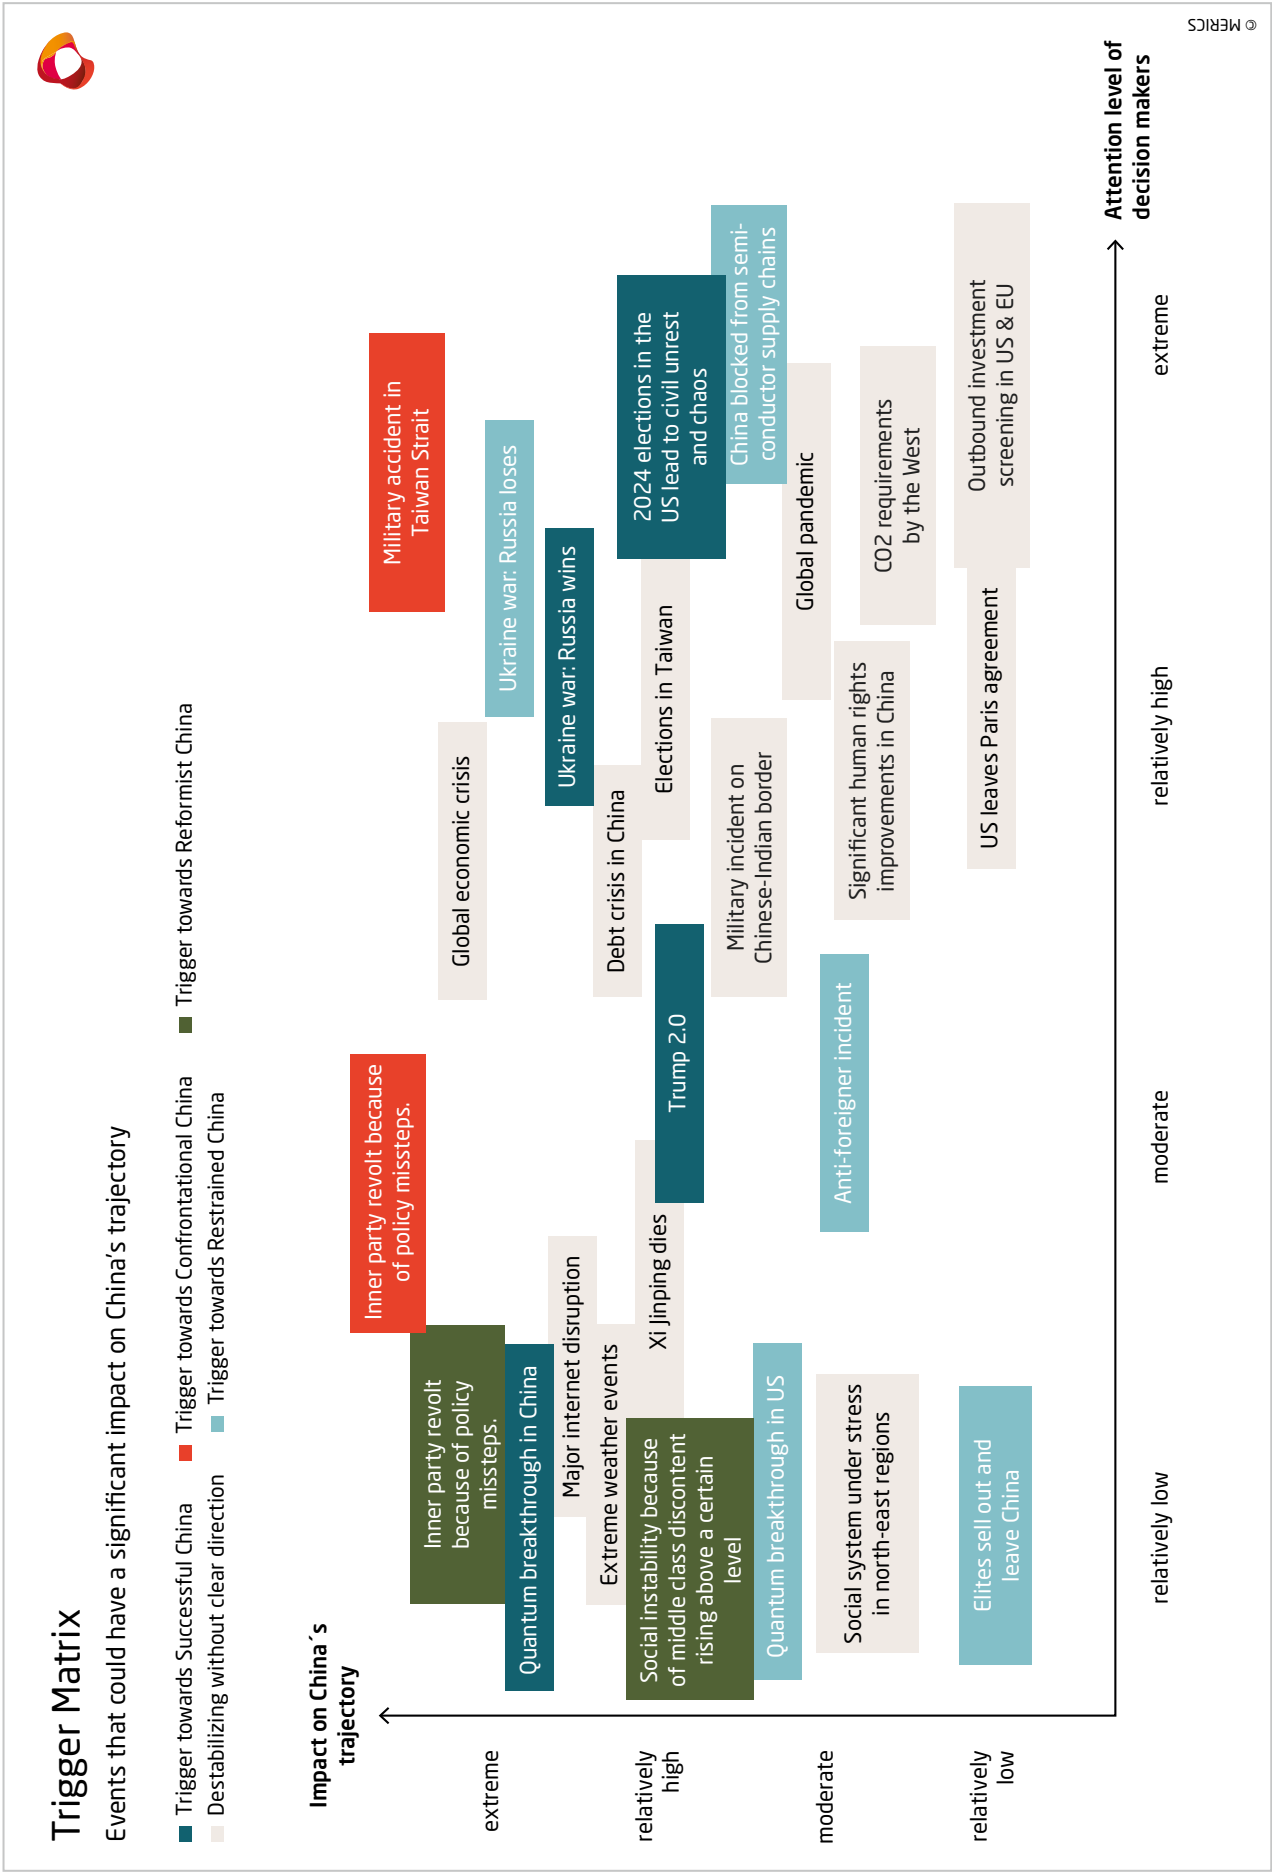 Trigger Matrix
Events that could have a significant impact on China's trajectory
Trigger towards Successful China
Trigger towards Confrontational China
Trigger towards Reformist China
Destabilizing without clear direction
Trigger towards Restrained China
Impact on China´s
trajectory
extreme
relatively
high
moderate
relatively
low
Inner party revolt because
of policy missteps.
Military accident in
Taiwan Strait
Inner party revolt
because of policy
missteps.
Global economic crisis
Ukraine war: Russia loses
Quantum breakthrough in China
Ukraine war: Russia wins
Major internet disruption
Extreme weather events
Debt crisis in China
Xi Jinping dies
Trump 2.0
Elections in Taiwan
2024 elections in the
US lead to civil unrest
and chaos
Social instability because
of middle class discontent
rising above a certain
level
Military incident on
Chinese-Indian border
China blocked from semi-
conductor supply chains
Quantum breakthrough in US
Global pandemic
Social system under stress
in north-east regions
Anti-foreigner incident
Significant human rights
improvements in China
CO2 requirements
by the West
Elites sell out and
leave China
US leaves Paris agreement
Outbound investment
screening in US & EU
relatively low
moderate
relatively high
extreme
Attention level of
decision makers
© MERICS